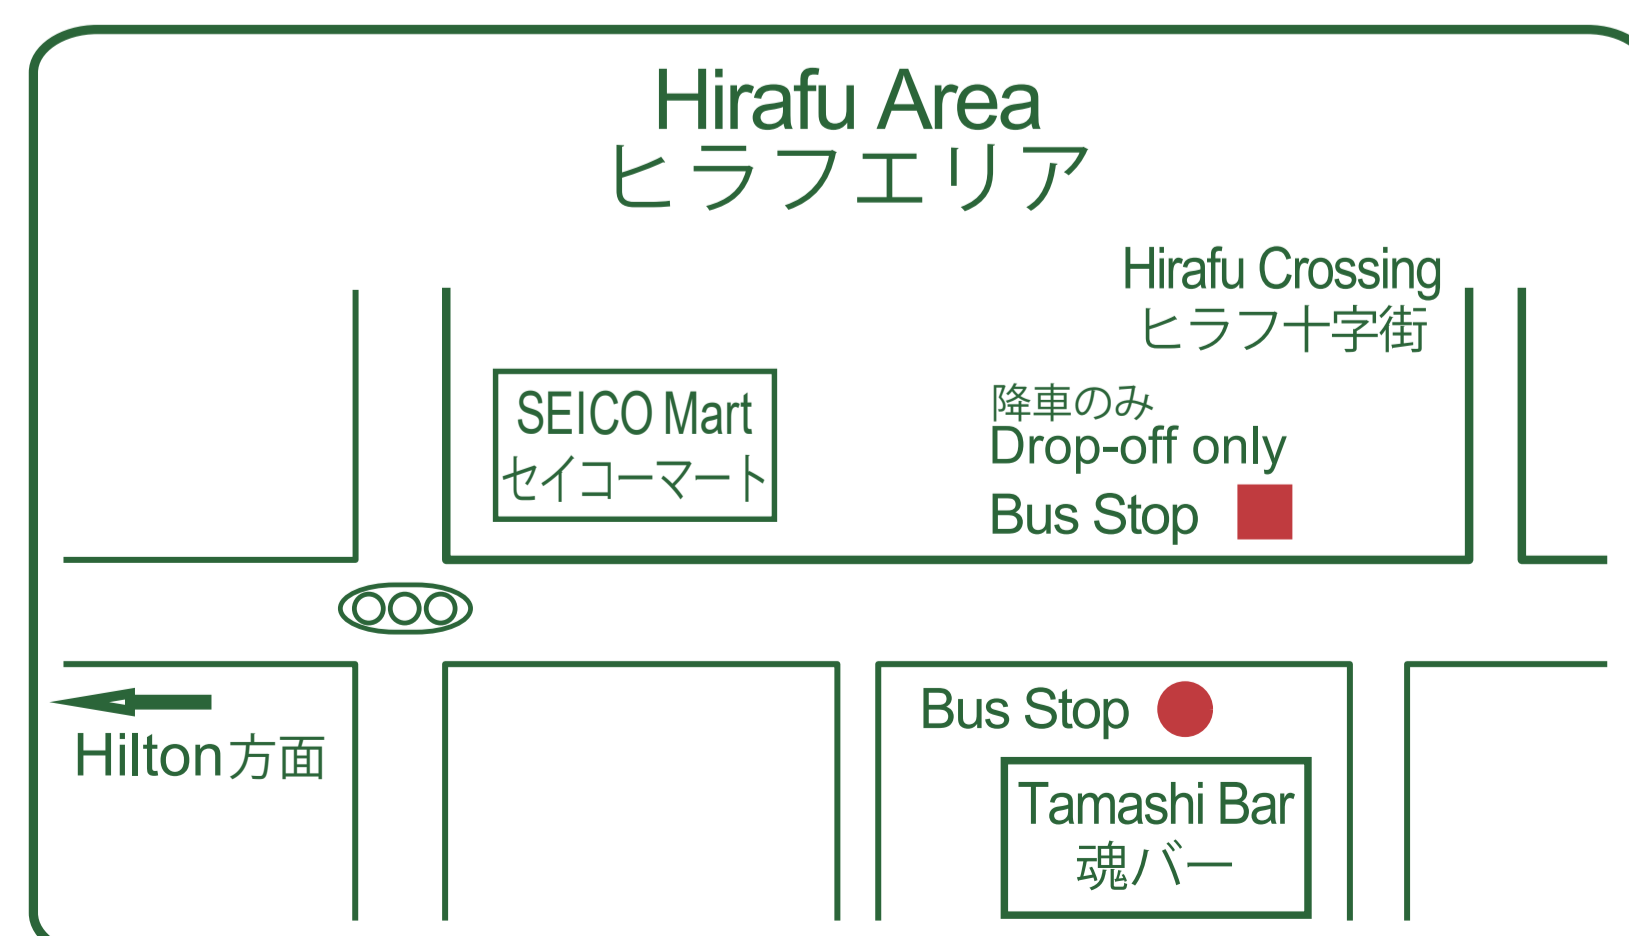 Hirafu Area
ヒラフエリア
Hirafu Crossing
ヒラフ十字街
SEICO Mart
セイコーマート
降車のみ
Drop-off only
Bus Stop
Hilton方面
Bus Stop
Tamashi Bar
魂バー